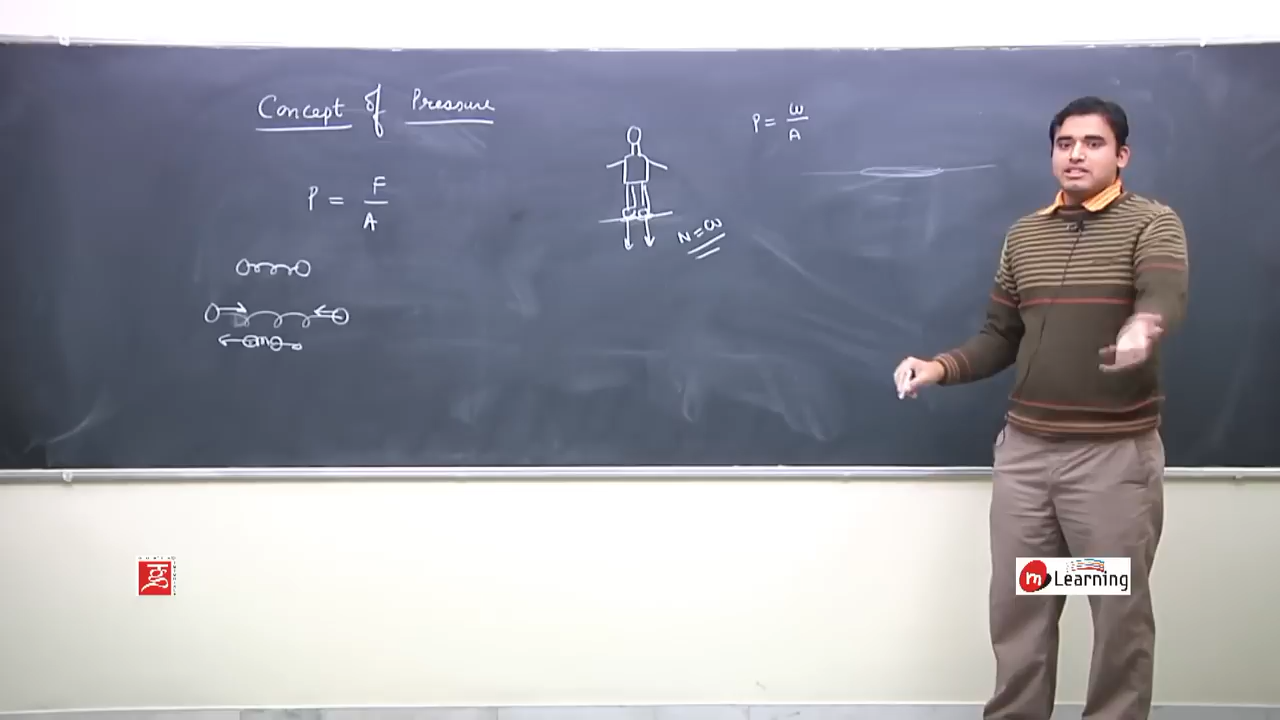 Concept of Pressure
P = F/A
N = ω
P = ω/A
m Learning